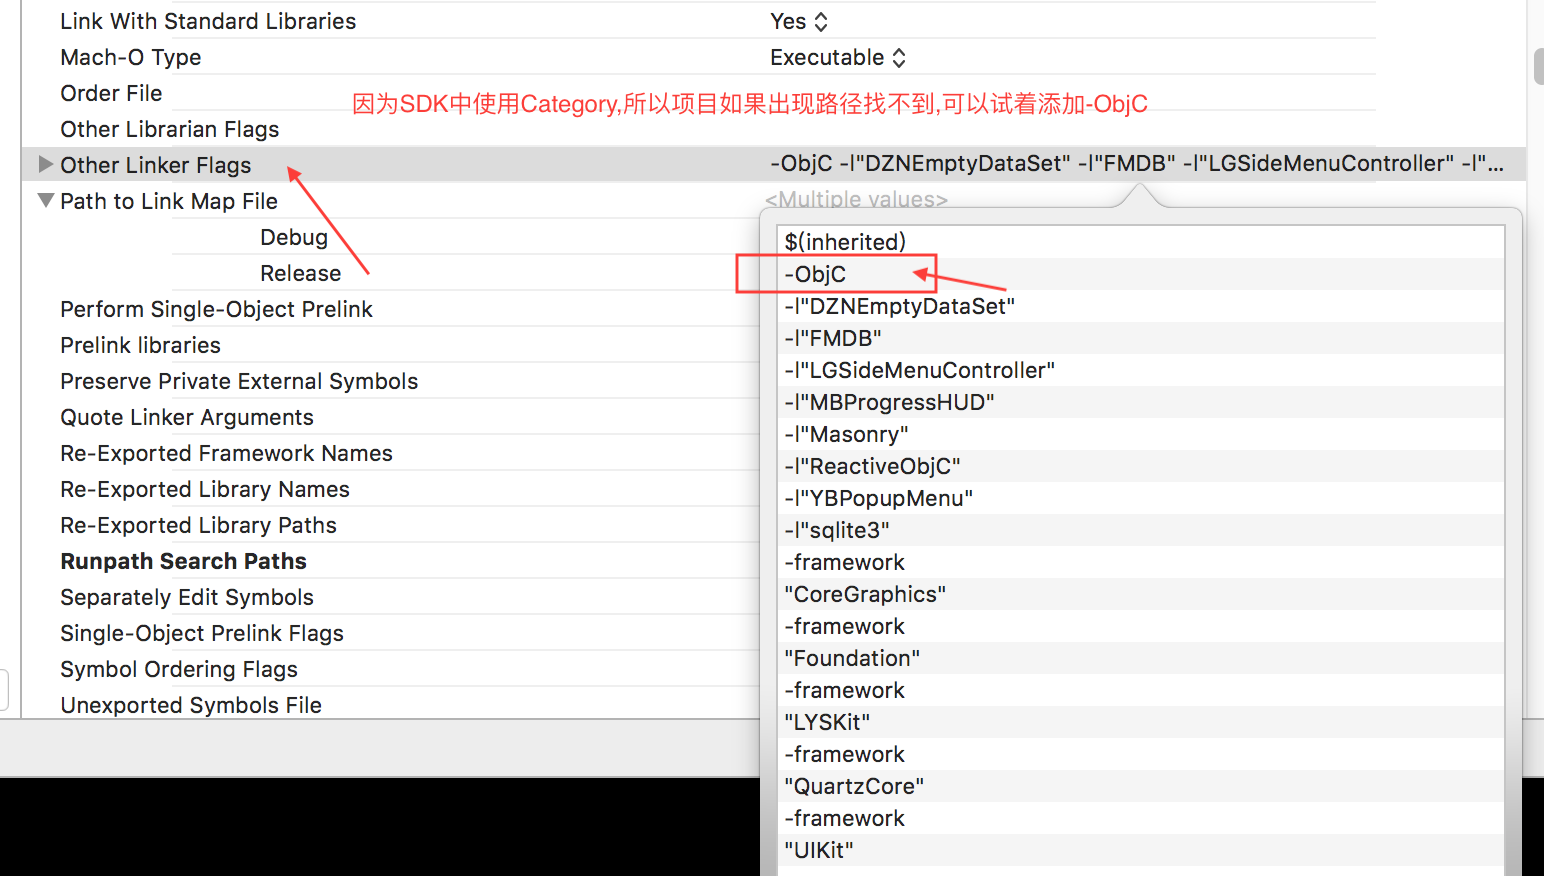 Link With Standard Libraries
Yes
Mach-O Type
Executable
Order File
因为SDK中使用Category,所以项目如果出现路径找不到,可以试着添加-ObjC
Other Librarian Flags
Other Linker Flags
-ObjC -l"DZNEmptyDataSet" -l"FMDB" -l"LGSideMenuController" -l"...
Path to Link Map File
<Multiple values>
Debug
Release
Perform Single-Object Prelink
Prelink libraries
Preserve Private External Symbols
Quote Linker Arguments
Re-Exported Framework Names
Re-Exported Library Names
Re-Exported Library Paths
Runpath Search Paths
Separately Edit Symbols
Single-Object Prelink Flags
Symbol Ordering Flags
Unexported Symbols File
$(inherited)
-ObjC
-l"DZNEmptyDataSet"
-l"FMDB"
-l"LGSideMenuController"
-l"MBProgressHUD"
-l"Masonry"
-l"ReactiveObjC"
-l"YBPopupMenu"
-l"sqlite3"
-framework
"CoreGraphics"
-framework
"Foundation"
-framework
"LYSKit"
-framework
"QuartzCore"
-framework
"UIKit"